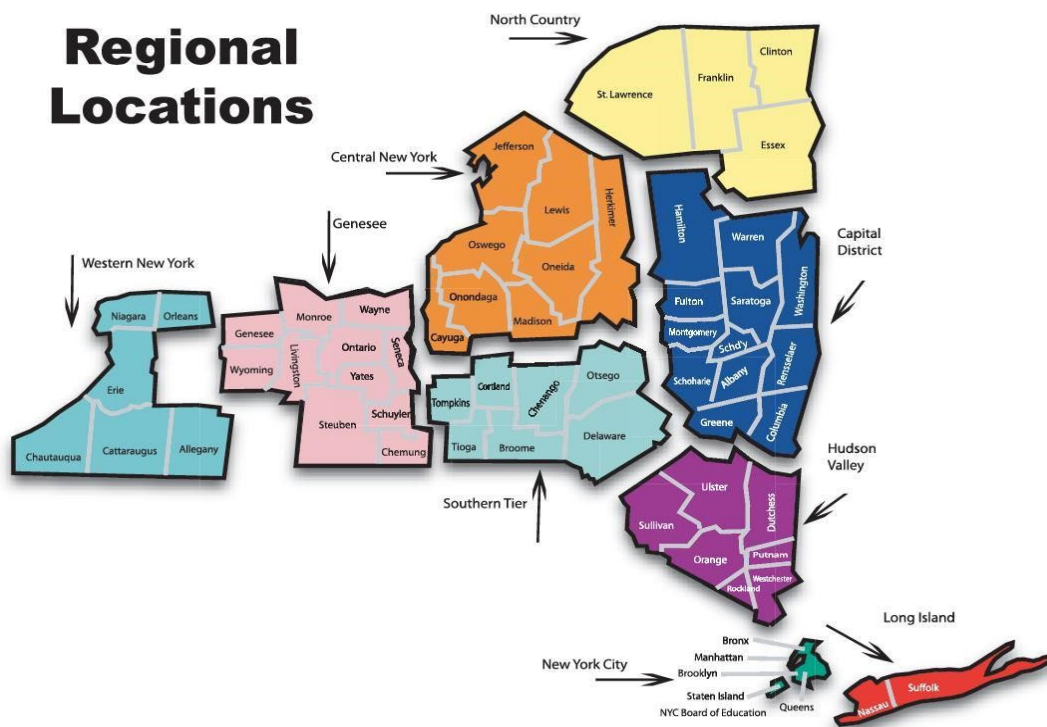 Regional
Locations
North Country
Clinton
Franklin
St. Lawrence
Essex
Central New York
Jefferson
Lewis
Herkimer
Oswego
Oneida
Onondaga
Madison
Cayuga
Capital
District
Hamilton
Warren
Washington
Fulton
Saratoga
Montgomery
Schd'y
Rensselaer
Schoharie
Albany
Greene
Columbia
Genesee
Monroe
Wayne
Genesee
Ontario
Seneca
Wyoming
Livingston
Yates
Steuben
Schuyler
Chemung
Western New York
Niagara
Orleans
Erie
Chautauqua
Cattaraugus
Allegany
Southern Tier
Tompkins
Cortland
Chenango
Otsego
Tioga
Broome
Delaware
Hudson
Valley
Ulster
Dutchess
Sullivan
Orange
Putnam
Westchester
Rockland
Long Island
Nassau
Suffolk
New York City
Bronx
Manhattan
Brooklyn
Staten Island
Queens
NYC Board of Education